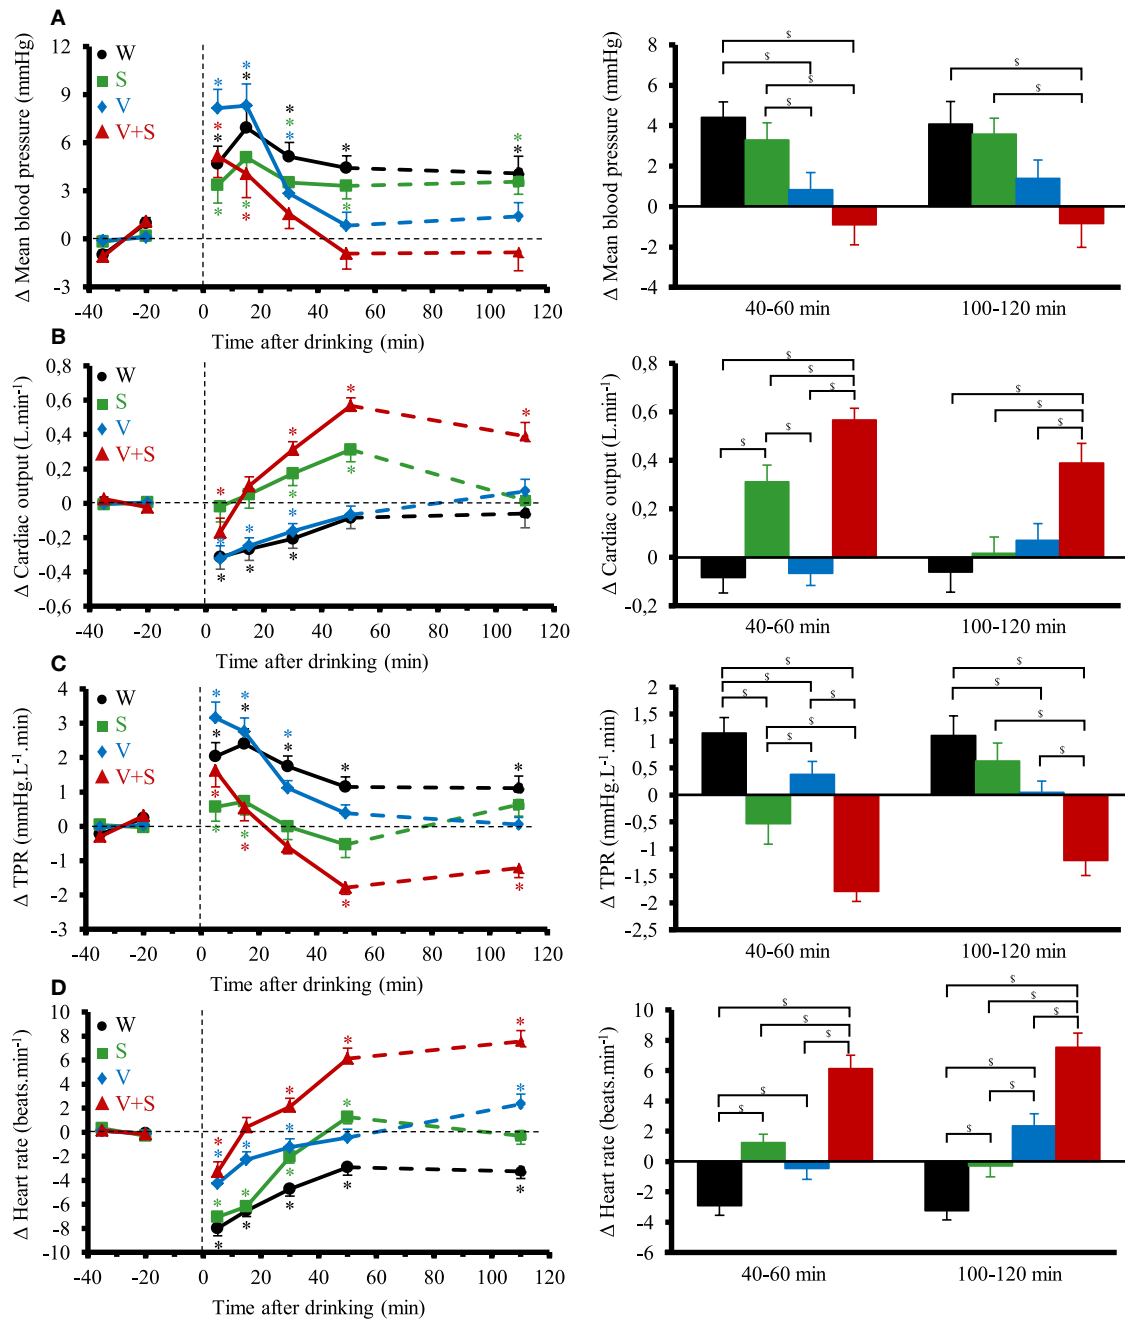 A
Δ Mean blood pressure (mmHg)
12
9
6
3
0
-3
W
S
V
V+S
* * * * * * * * * * * * * *
-40 -20 0 20 40 60 80 100 120
Time after drinking (min)
Δ Mean blood pressure (mmHg)
8
6
4
2
0
-2
-4
$ $ $ $ $ $
40-60 min 100-120 min
B
Δ Cardiac output (L.min⁻¹)
0,8
0,6
0,4
0,2
0
-0,2
-0,4
-0,6
W
S
V
V+S
-40 -20 0 20 40 60 80 100 120
Time after drinking (min)
Δ Cardiac output (L.min⁻¹)
0,8
0,6
0,4
0,2
0
-0,2
$ $ $ $ $ $ $ $
40-60 min 100-120 min
C
Δ TPR (mmHg.L⁻¹.min)
4
3
2
1
0
-1
-2
-3
W
S
V
V+S
-40 -20 0 20 40 60 80 100 120
Time after drinking (min)
Δ TPR (mmHg.L⁻¹.min)
2
1,5
1
0,5
0
-0,5
-1
-1,5
-2
-2,5
$ $ $ $ $ $ $ $ $ $
40-60 min 100-120 min
D
Δ Heart rate (beats.min⁻¹)
10
8
6
4
2
0
-2
-4
-6
-8
-10
W
S
V
V+S
-40 -20 0 20 40 60 80 100 120
Time after drinking (min)
Δ Heart rate (beats.min⁻¹)
10
8
6
4
2
0
-2
-4
-6
$ $ $ $ $ $ $ $ $ $ $
40-60 min 100-120 min